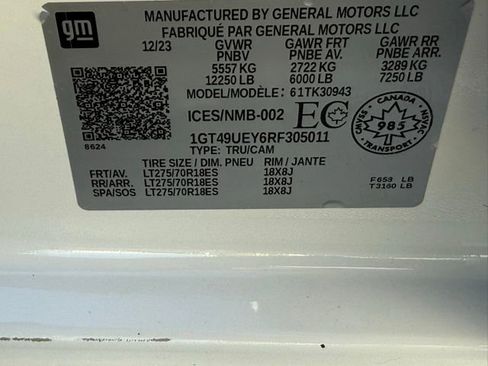 gm
MANUFACTURED BY GENERAL MOTORS LLC
FABRIQUÉ PAR GENERAL MOTORS LLC
12/23 GVWR GAWR FRT GAWR RR
PNBV PNBE AV. PNBE ARR.
5557 KG 2722 KG 3289 KG
12250 LB 6000 LB 7250 LB
MODEL/MODÈLE: 61TK30943
ICES/NMB-002 EC
CANADA
CMVSS NSVAC
985
1GT49UEY6RF305011
8624 TYPE: TRU/CAM
TIRE SIZE / DIM. PNEU RIM / JANTE
FRT/AV. LT275/70R18ES 18X8J
RR/ARR. LT275/70R18ES 18X8J
SPA/SOS LT275/70R18ES 18X8J
F658 LB
T3160 LB